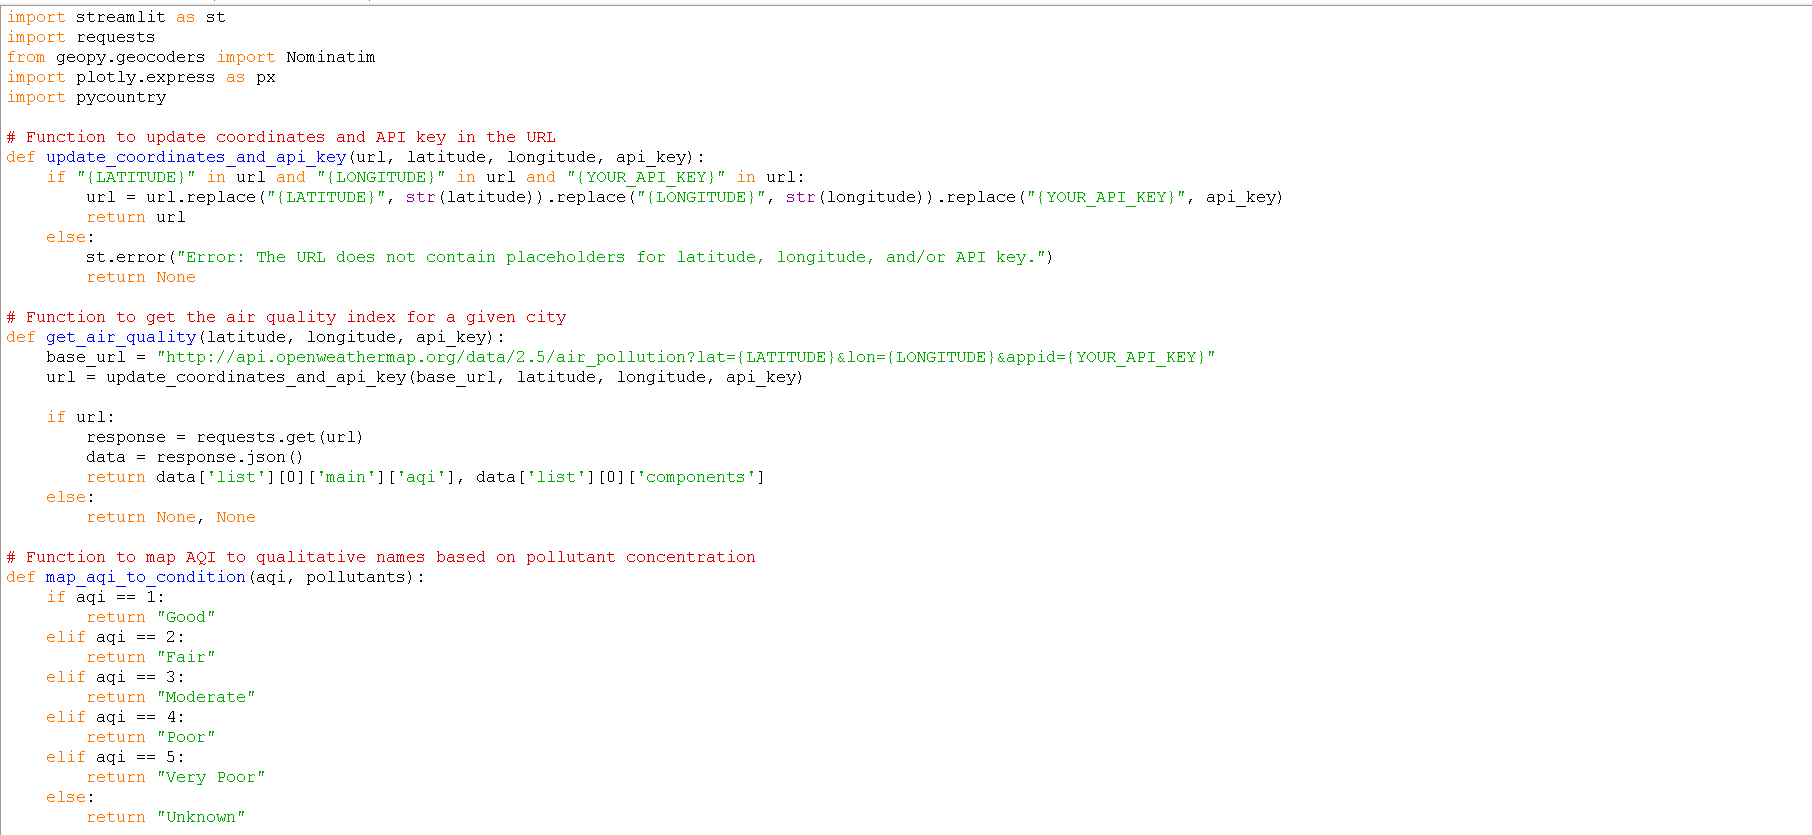 import streamlit as st
import requests
from geopy.geocoders import Nominatim
import plotly.express as px
import pycountry

# Function to update coordinates and API key in the URL
def update_coordinates_and_api_key(url, latitude, longitude, api_key):
    if "{LATITUDE}" in url and "{LONGITUDE}" in url and "{YOUR_API_KEY}" in url:
        url = url.replace("{LATITUDE}", str(latitude)).replace("{LONGITUDE}", str(longitude)).replace("{YOUR_API_KEY}", api_key)
        return url
    else:
        st.error("Error: The URL does not contain placeholders for latitude, longitude, and/or API key.")
        return None

# Function to get the air quality index for a given city
def get_air_quality(latitude, longitude, api_key):
    base_url = "http://api.openweathermap.org/data/2.5/air_pollution?lat={LATITUDE}&lon={LONGITUDE}&appid={YOUR_API_KEY}"
    url = update_coordinates_and_api_key(base_url, latitude, longitude, api_key)

    if url:
        response = requests.get(url)
        data = response.json()
        return data['list'][0]['main']['aqi'], data['list'][0]['components']
    else:
        return None, None

# Function to map AQI to qualitative names based on pollutant concentration
def map_aqi_to_condition(aqi, pollutants):
    if aqi == 1:
        return "Good"
    elif aqi == 2:
        return "Fair"
    elif aqi == 3:
        return "Moderate"
    elif aqi == 4:
        return "Poor"
    elif aqi == 5:
        return "Very Poor"
    else:
        return "Unknown"